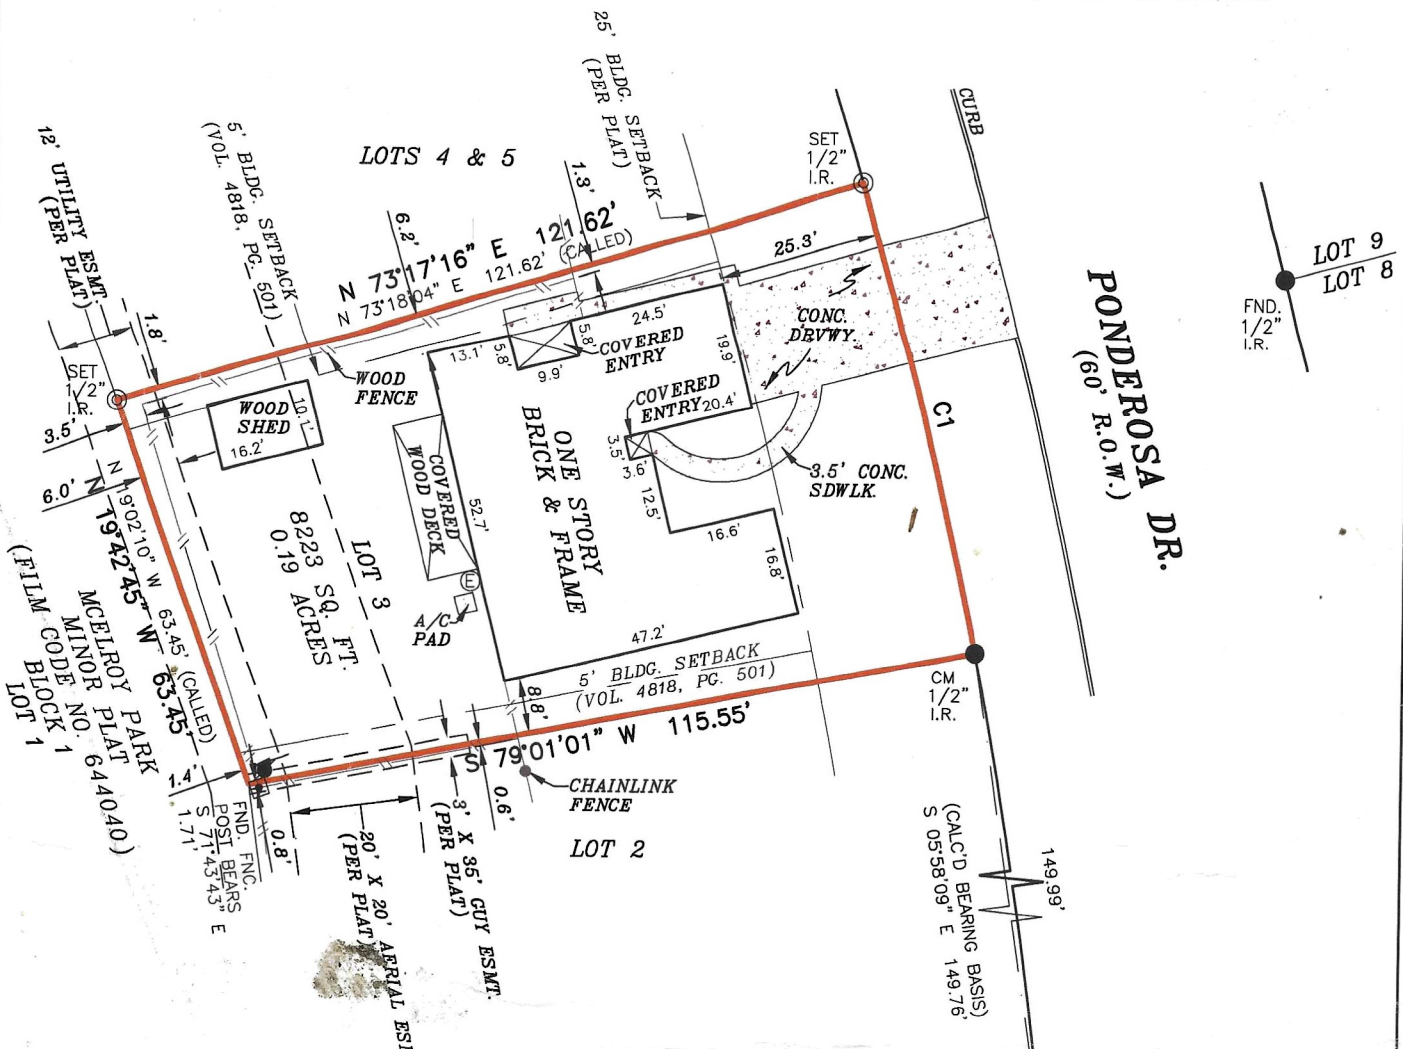 25' BLDG. SETBACK
(PER PLAT)
CURB
SET
1/2"
I.R.
LOTS 4 & 5
5' BLDG. SETBACK
(VOL. 4818, PG. 501)
12' UTILITY ESMT.
(PER PLAT)
1.3'
6.2'
N 73°17'16" E 121.62'
(CALLED)
N 73°18'04" E 121.62'
25.3'
LOT 9
LOT 8
FND.
1/2"
I.R.
PONDEROSA DR.
(60' R.O.W.)
CONC.
DRVWY.
1.8'
SET
1/2"
I.R.
3.5'
6.0'
WOOD
FENCE
WOOD
SHED
10.1'
16.2'
13.1'
5.8'
5.8'
9.9'
24.5'
19.9'
COVERED
ENTRY
COVERED
ENTRY
20.4'
3.5'
3.6'
12.5'
16.6'
16.8'
3.5' CONC.
SDWLK.
C1
ONE STORY
BRICK & FRAME
COVERED
WOOD DECK
52.7'
E
A/C
PAD
LOT 3
8223 SQ. FT.
0.19 ACRES
47.2'
5' BLDG. SETBACK
(VOL. 4818, PG. 501)
8.8'
S 79°01'01" W 115.55'
CM
1/2"
I.R.
N 19°02'10" W 63.45' (CALLED)
N 19°42'45" W 63.45'
MCELROY PARK
MINOR PLAT
(FILM CODE NO. 644040)
BLOCK 1
LOT 1
1.4'
FND. FNC.
POST BEARS
S 71°43'43" E
1.71'
0.8'
0.6'
CHAINLINK
FENCE
3' X 35' GUY ESMT.
(PER PLAT)
20' X 20' AERIAL
(PER PLAT)
LOT 2
149.99'
(CALC'D BEARING BASIS)
S 05°58'09" E 149.76'